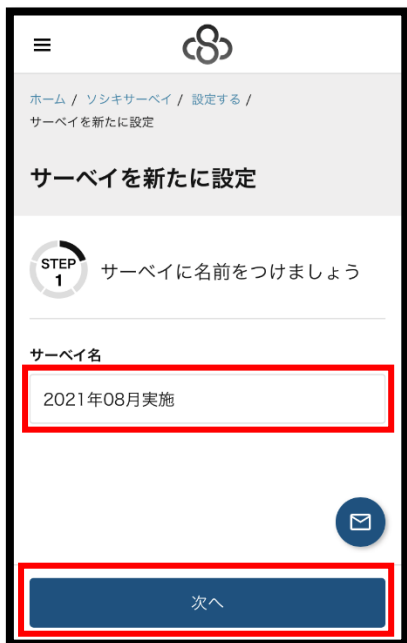 ホーム / ソシキサーベイ / 設定する /
サーベイを新たに設定
サーベイを新たに設定
STEP
1
サーベイに名前をつけましょう
サーベイ名
2021年08月実施
次へ